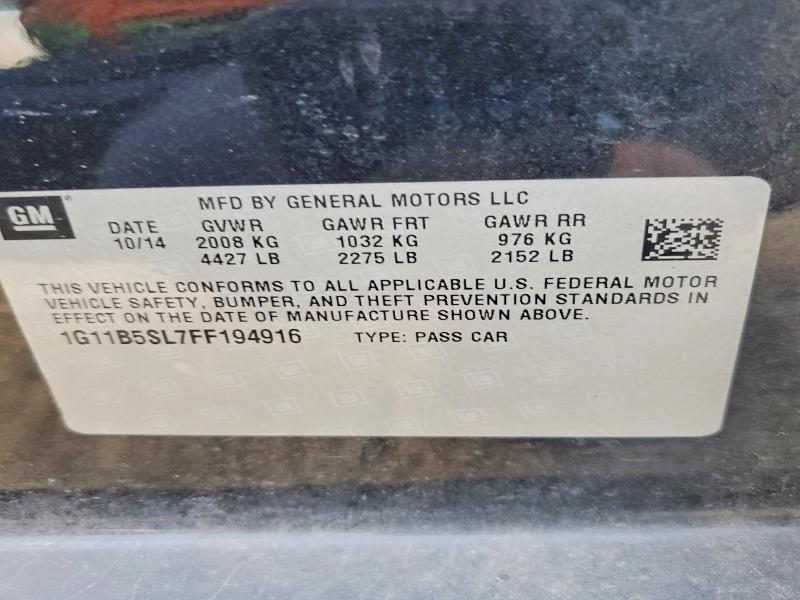 GM
MFD BY GENERAL MOTORS LLC
DATE GVWR GAWR FRT GAWR RR
10/14 2008 KG 1032 KG 976 KG
4427 LB 2275 LB 2152 LB
THIS VEHICLE CONFORMS TO ALL APPLICABLE U.S. FEDERAL MOTOR
VEHICLE SAFETY, BUMPER, AND THEFT PREVENTION STANDARDS IN
EFFECT ON THE DATE OF MANUFACTURE SHOWN ABOVE.
1G11B5SL7FF194916 TYPE: PASS CAR